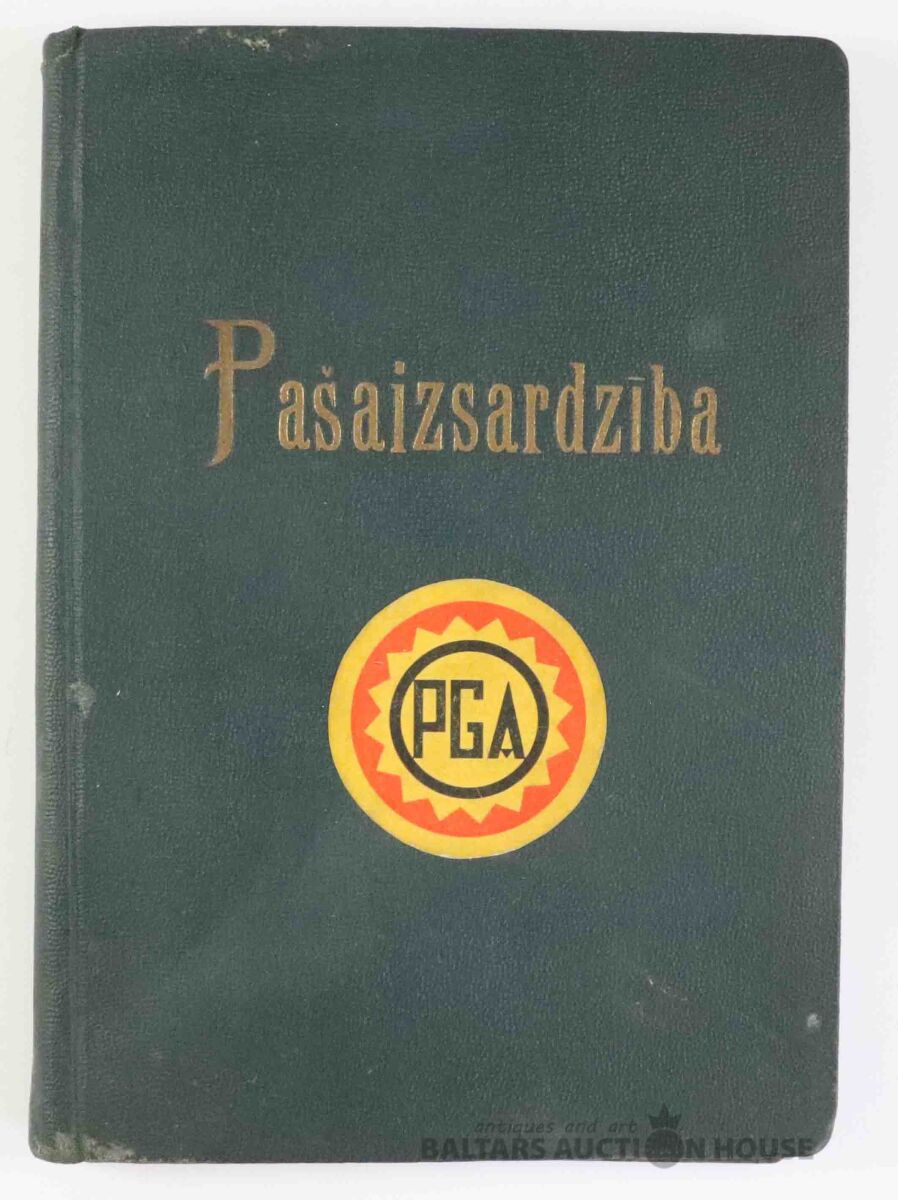 Pašaizsardzība
PGA
antiques and art
BALTARS AUCTION HOUSE